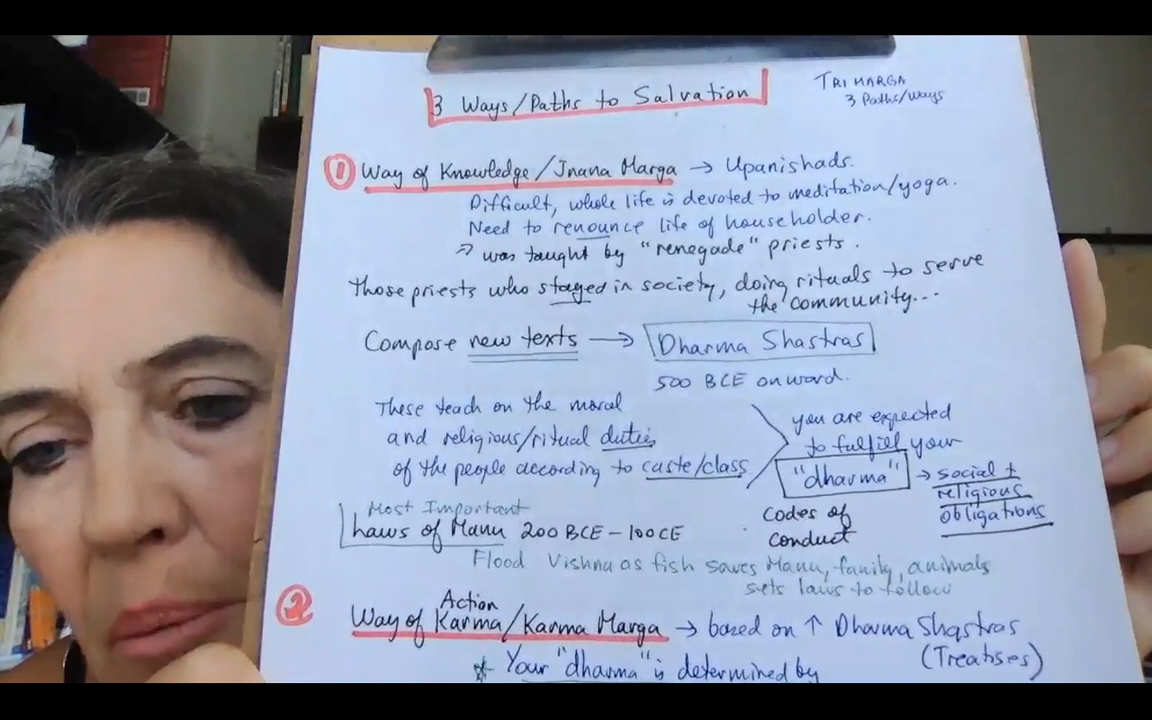 3 Ways/Paths to Salvation
TRI MARGA
3 Paths/Ways
① Way of Knowledge/Jnana Marga → Upanishads.
Difficult, whole life is devoted to meditation/yoga.
Need to renounce life of householder.
→ was taught by "renegade" priests.
Those priests who stayed in society, doing rituals to serve
the community...
Compose new texts → Dharma Shastras
500 BCE onward.
These teach on the moral
and religious/ritual duties
of the people according to caste/class
you are expected
to fulfill your
"dharma" → social +
religious
obligations
Codes of
conduct
Most Important
Laws of Manu 200 BCE - 100 CE
Flood Vishnu as fish saves Manu, family, animals
sets laws to follow
② Way of Karma/Karma Marga → based on ↑ Dharma Shastras
Action
(Treatises)
* Your "dharma" is determined by